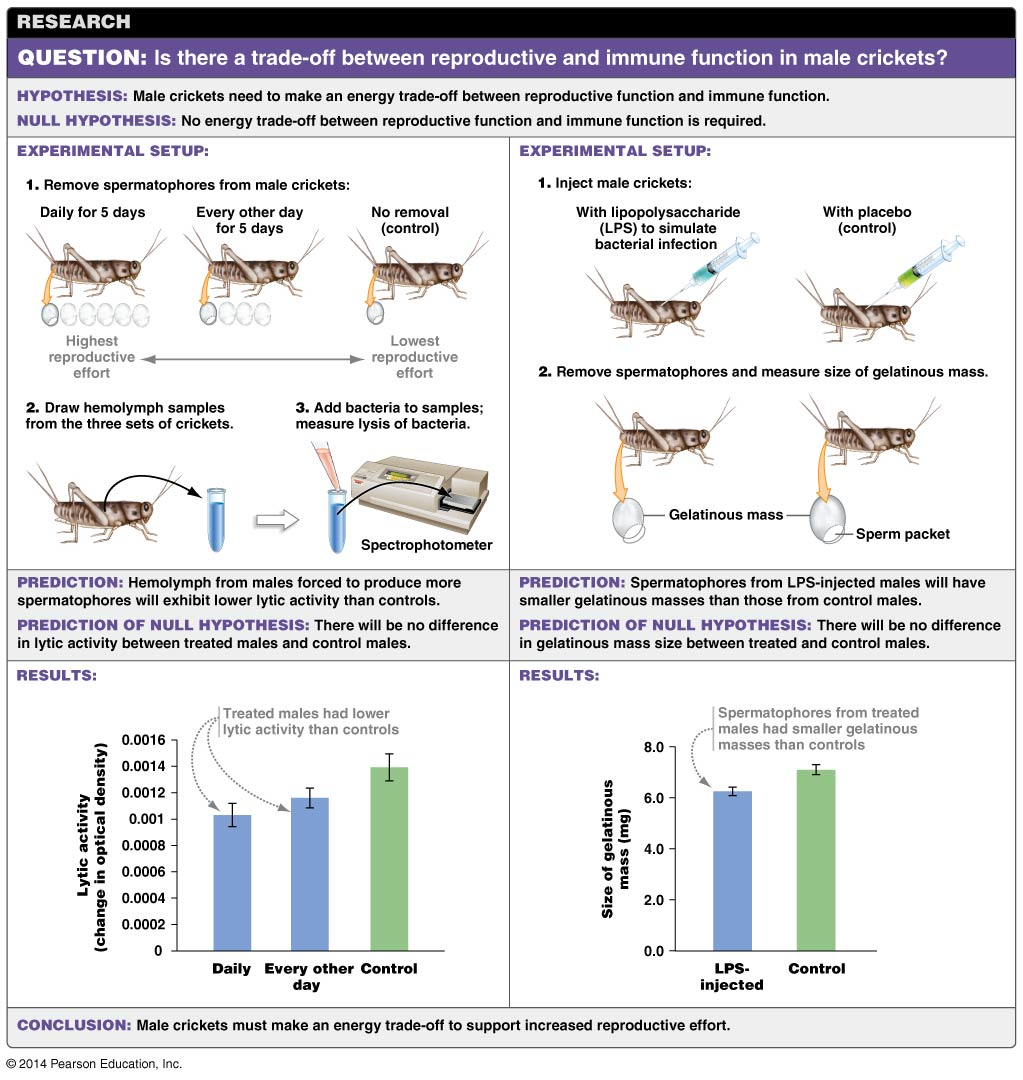 RESEARCH
QUESTION: Is there a trade-off between reproductive and immune function in male crickets?
HYPOTHESIS: Male crickets need to make an energy trade-off between reproductive function and immune function.
NULL HYPOTHESIS: No energy trade-off between reproductive function and immune function is required.
EXPERIMENTAL SETUP:
1. Remove spermatophores from male crickets:
Daily for 5 days
Every other day
for 5 days
No removal
(control)
Highest
reproductive
effort
Lowest
reproductive
effort
2. Draw hemolymph samples
from the three sets of crickets.
3. Add bacteria to samples;
measure lysis of bacteria.
Spectrophotometer
PREDICTION: Hemolymph from males forced to produce more
spermatophores will exhibit lower lytic activity than controls.
PREDICTION OF NULL HYPOTHESIS: There will be no difference
in lytic activity between treated males and control males.
RESULTS:
Treated males had lower
lytic activity than controls
Lytic activity
(change in optical density)
0.0016
0.0014
0.0012
0.001
0.0008
0.0006
0.0004
0.0002
0
Daily
Every other
day
Control
EXPERIMENTAL SETUP:
1. Inject male crickets:
With lipopolysaccharide
(LPS) to simulate
bacterial infection
With placebo
(control)
2. Remove spermatophores and measure size of gelatinous mass.
Gelatinous mass
Sperm packet
PREDICTION: Spermatophores from LPS-injected males will have
smaller gelatinous masses than those from control males.
PREDICTION OF NULL HYPOTHESIS: There will be no difference
in gelatinous mass size between treated and control males.
RESULTS:
Spermatophores from treated
males had smaller gelatinous
masses than controls
Size of gelatinous
mass (mg)
8.0
6.0
4.0
2.0
0.0
LPS-
injected
Control
CONCLUSION: Male crickets must make an energy trade-off to support increased reproductive effort.
© 2014 Pearson Education, Inc.